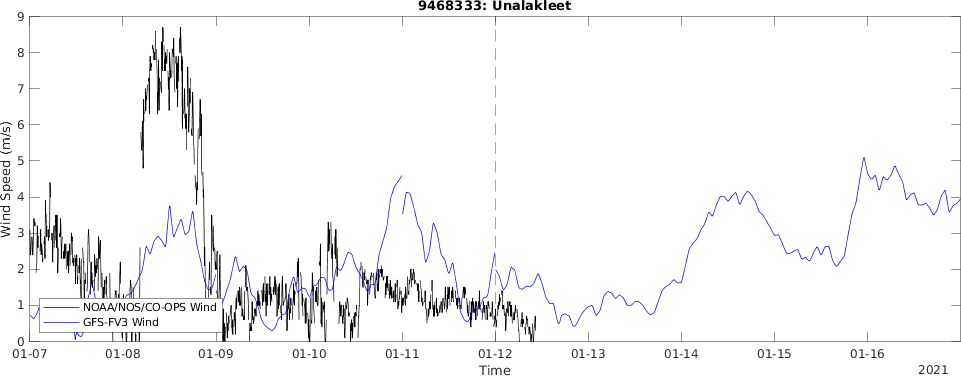 9468333: Unalakleet
9
8
7
6
5
4
3
2
1
0
Wind Speed (m/s)
NOAA/NOS/CO-OPS Wind
GFS-FV3 Wind
01-07 01-08 01-09 01-10 01-11 01-12 01-13 01-14 01-15 01-16
Time
2021